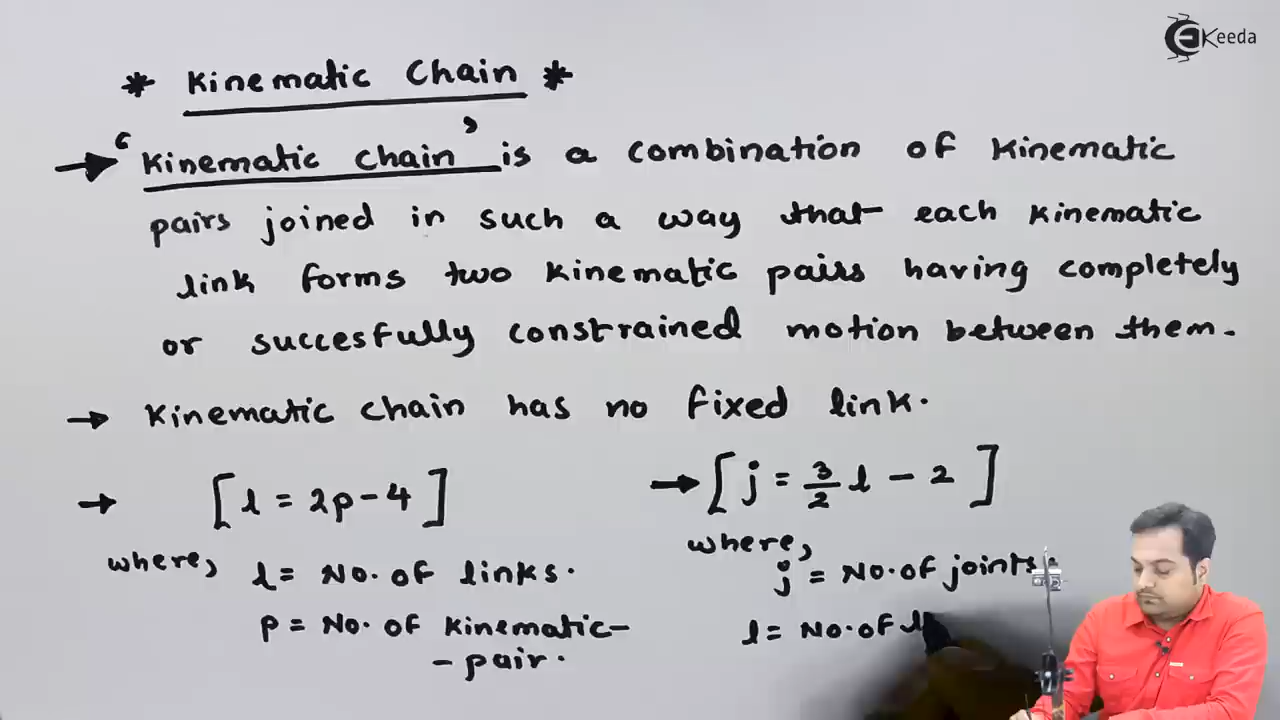 EKeeda
* Kinematic Chain *
→ 'Kinematic chain' is a combination of Kinematic
pairs joined in such a way that each kinematic
link forms two kinematic pairs having completely
or succesfully constrained motion between them.
→ Kinematic chain has no fixed link.
→ [l = 2p - 4]
where,
l = No. of links.
p = No. of kinematic-
- pair.
→ [j = 3/2 l - 2]
where,
j = No. of joints.
l = No. of